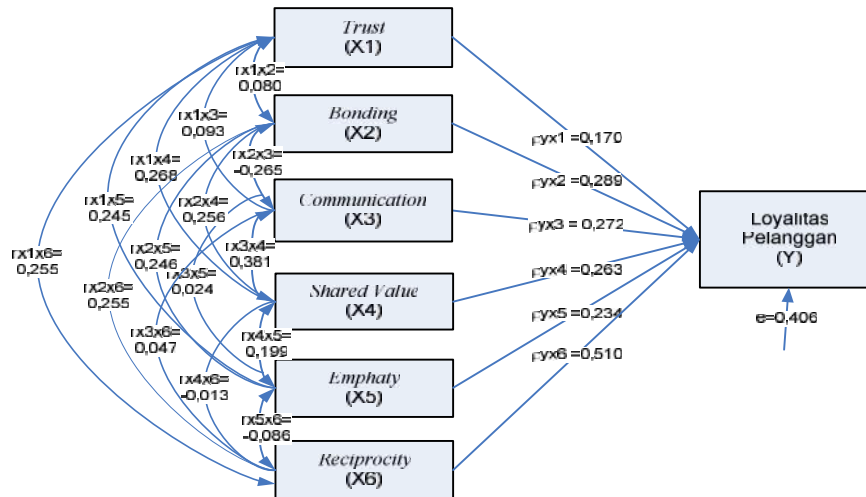 Trust
(X1)
Bonding
(X2)
Communication
(X3)
Shared Value
(X4)
Emphaty
(X5)
Reciprocity
(X6)
rx1x2=
0,080
rx1x3=
0,093
rx2x3=
-0,265
rx1x4=
0,268
rx2x4=
0,256
rx3x4=
0,381
rx1x5=
0,245
rx2x5=
0,246
rx3x5=
0,024
rx1x6=
0,255
rx2x6=
0,255
rx3x6=
0,047
rx4x5=
0,199
rx4x6=
-0,013
rx5x6=
-0,086
ρyx1 =0,170
ρyx2 =0,289
ρyx3 =0,272
ρyx4 =0,263
ρyx5 =0,234
ρyx6 =0,510
Loyalitas
Pelanggan
(Y)
e=0,406